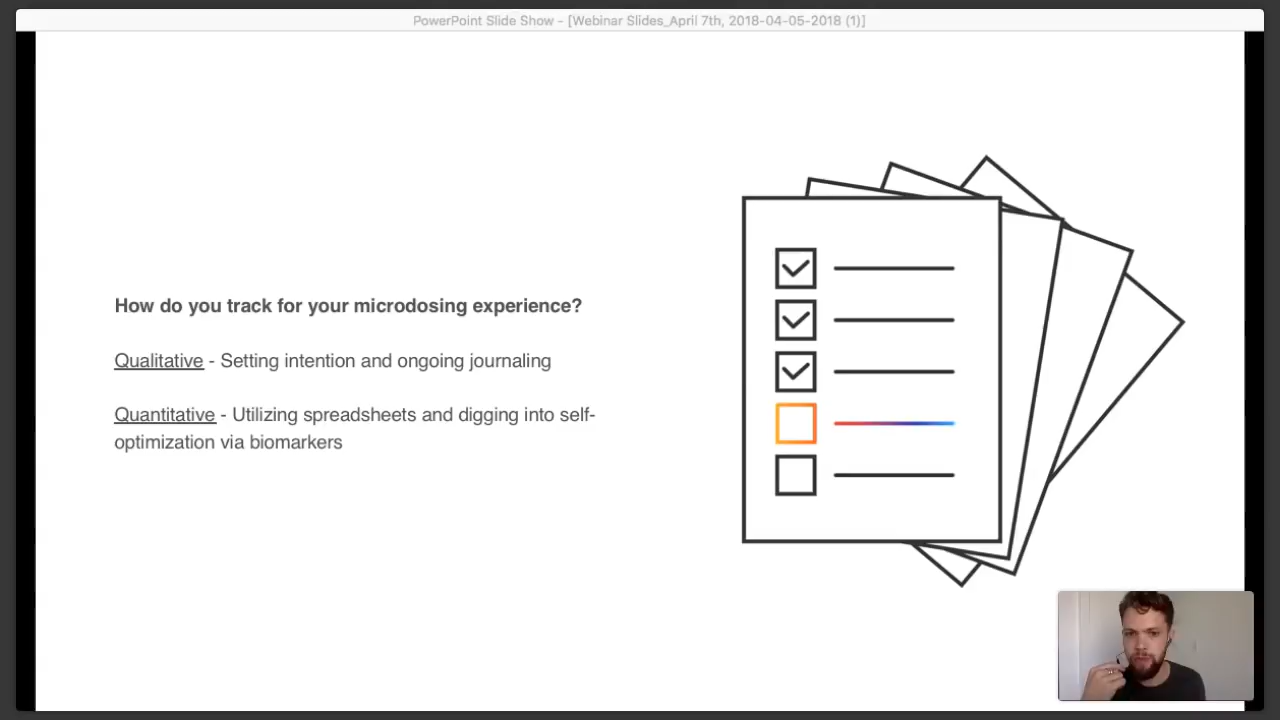 PowerPoint Slide Show - [Webinar Slides_April 7th, 2018-04-05-2018 (1)]
How do you track for your microdosing experience?
Qualitative - Setting intention and ongoing journaling
Quantitative - Utilizing spreadsheets and digging into self-
optimization via biomarkers